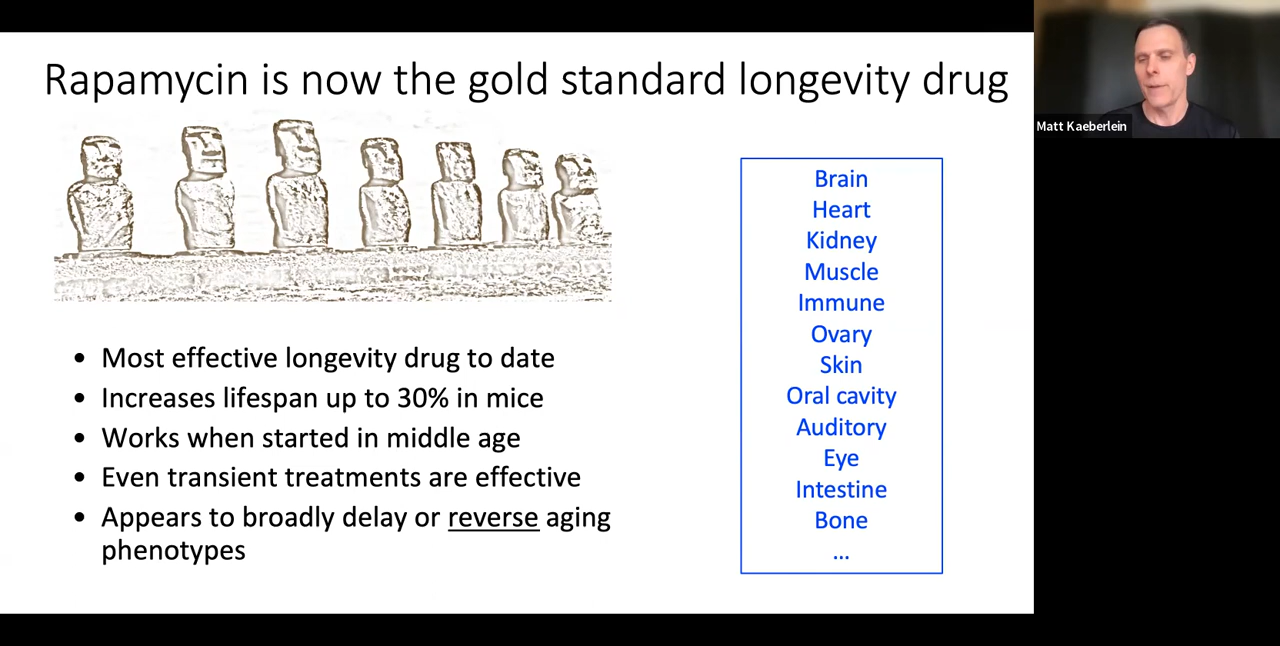 Rapamycin is now the gold standard longevity drug
Matt Kaeberlein
• Most effective longevity drug to date
• Increases lifespan up to 30% in mice
• Works when started in middle age
• Even transient treatments are effective
• Appears to broadly delay or reverse aging
phenotypes
Brain
Heart
Kidney
Muscle
Immune
Ovary
Skin
Oral cavity
Auditory
Eye
Intestine
Bone
...